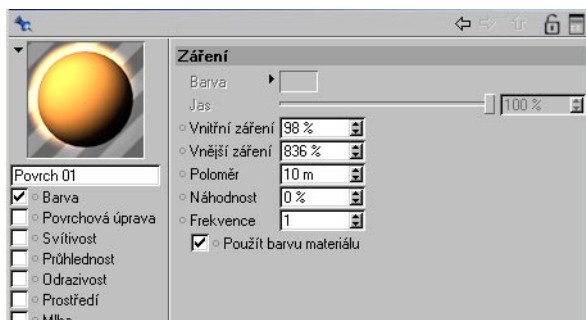 Záření
Barva
Jas 100 %
Vnitřní záření 98 %
Vnější záření 836 %
Poloměr 10 m
Náhodnost 0 %
Frekvence 1
Použít barvu materiálu
Povrch 01
Barva
Povrchová úprava
Svítivost
Průhlednost
Odrazivost
Prostředí
Mlha